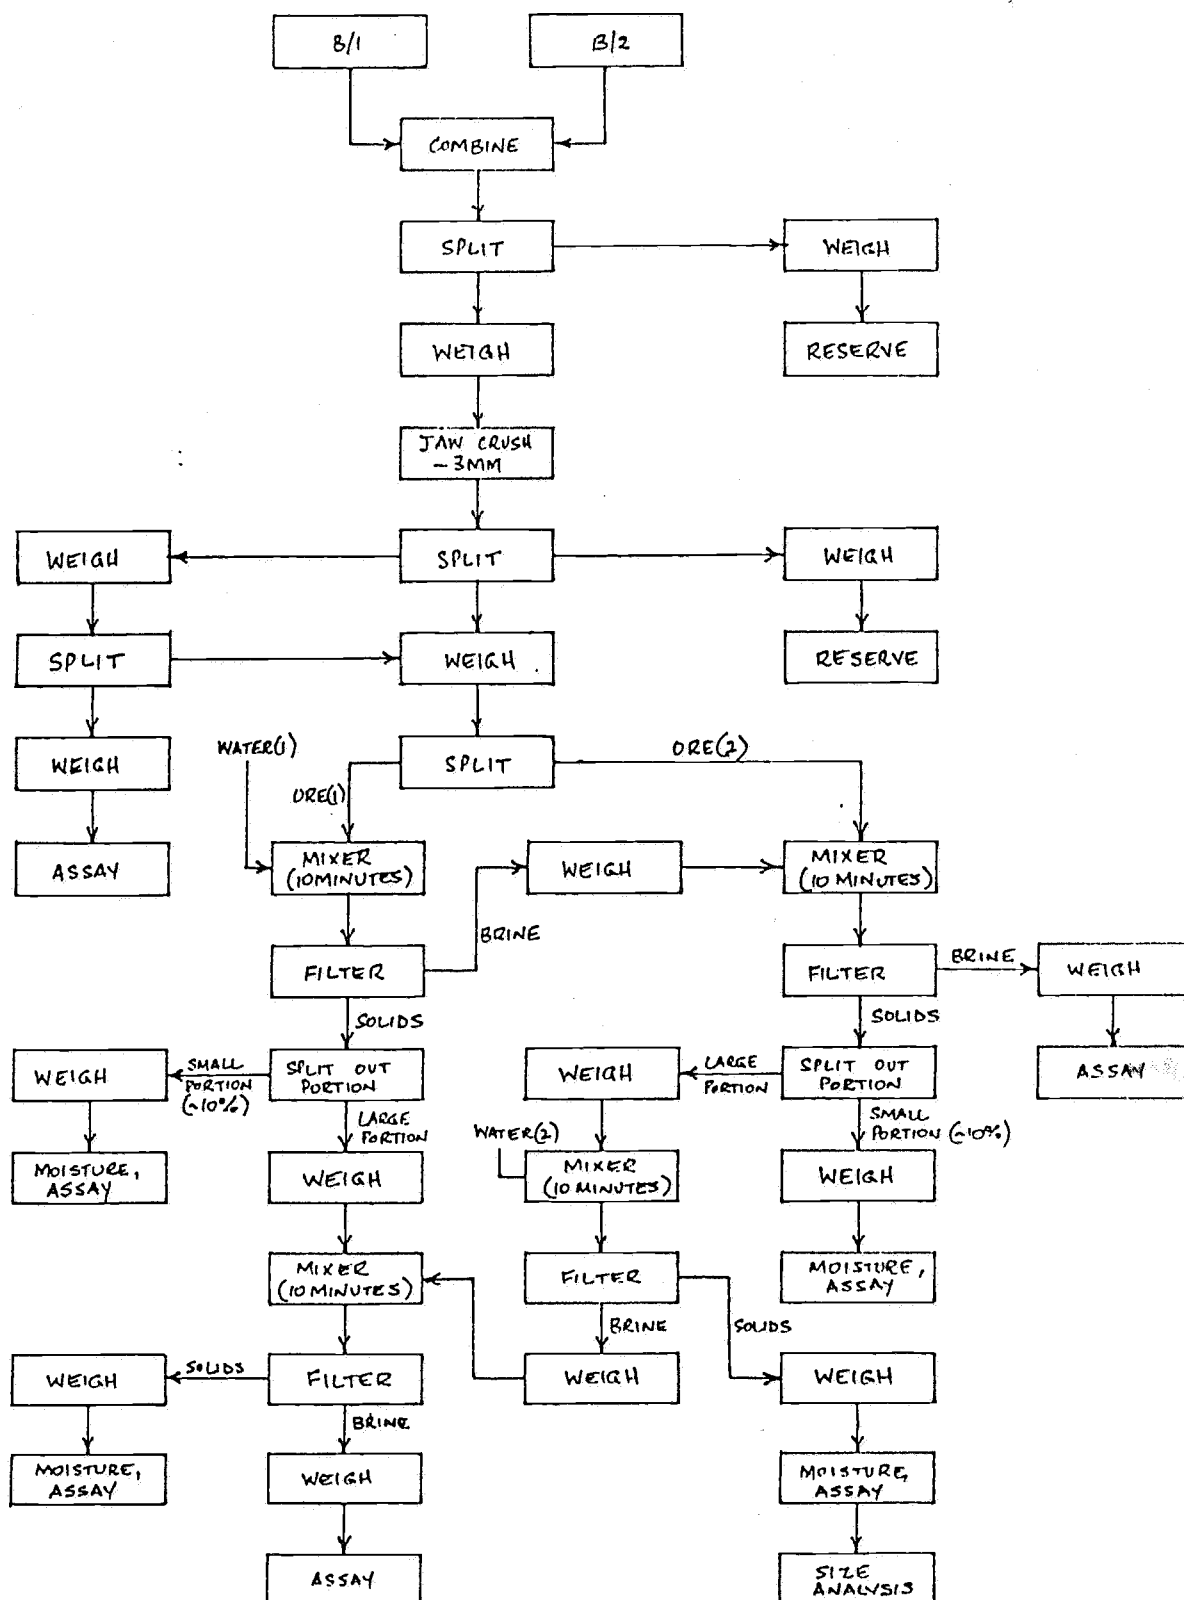 B/1
B/2
COMBINE
SPLIT
WEIGH
WEIGH
RESERVE
JAW CRUSH
- 3MM
WEIGH
SPLIT
WEIGH
SPLIT
WEIGH
RESERVE
WEIGH
WATER(1)
SPLIT
ORE(2)
ORE(1)
ASSAY
MIXER
(10 MINUTES)
WEIGH
MIXER
(10 MINUTES)
BRINE
FILTER
FILTER
BRINE
WEIGH
SOLIDS
SOLIDS
WEIGH
SMALL
PORTION
(~10%)
SPLIT OUT
PORTION
WEIGH
LARGE
PORTION
SPLIT OUT
PORTION
ASSAY
LARGE
PORTION
WATER(2)
SMALL
PORTION (~10%)
MOISTURE,
ASSAY
WEIGH
MIXER
(10 MINUTES)
WEIGH
MIXER
(10 MINUTES)
FILTER
MOISTURE,
ASSAY
BRINE
SOLIDS
WEIGH
SOLIDS
FILTER
WEIGH
WEIGH
BRINE
MOISTURE,
ASSAY
WEIGH
MOISTURE,
ASSAY
ASSAY
SIZE
ANALYSIS